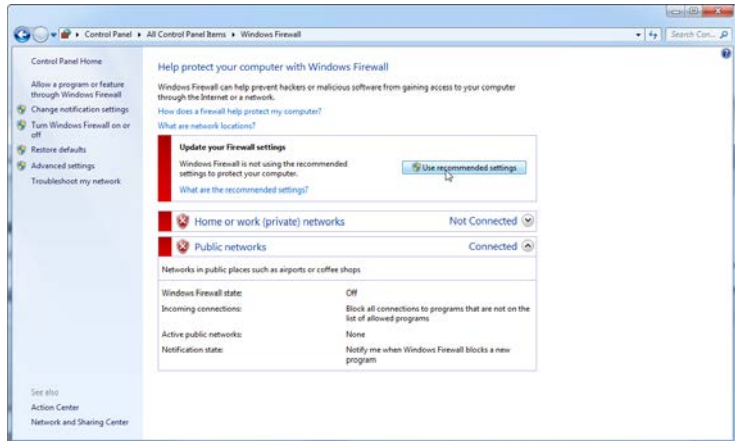 Control Panel ▸ All Control Panel Items ▸ Windows Firewall
Search Con...
Control Panel Home
Allow a program or feature
through Windows Firewall
Change notification settings
Turn Windows Firewall on or
off
Restore defaults
Advanced settings
Troubleshoot my network
See also
Action Center
Network and Sharing Center
Help protect your computer with Windows Firewall
Windows Firewall can help prevent hackers or malicious software from gaining access to your computer
through the Internet or a network.
How does a firewall help protect my computer?
What are network locations?
Update your Firewall settings
Windows Firewall is not using the recommended
settings to protect your computer.
Use recommended settings
What are the recommended settings?
Home or work (private) networks Not Connected
Public networks Connected
Networks in public places such as airports or coffee shops
Windows Firewall state: Off
Incoming connections: Block all connections to programs that are not on the
list of allowed programs
Active public networks: None
Notification state: Notify me when Windows Firewall blocks a new
program